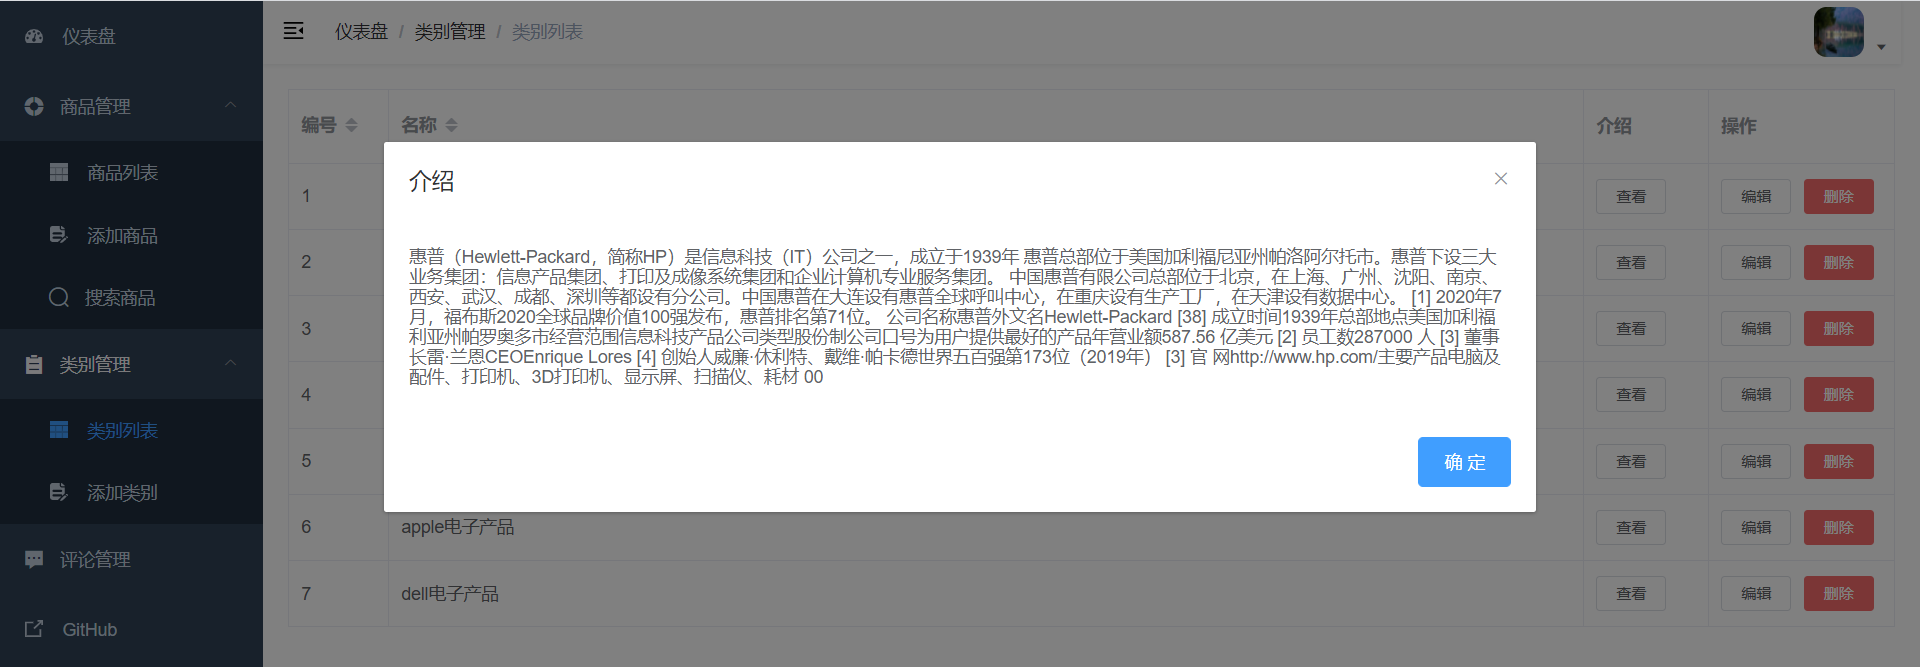 仪表盘
商品管理
商品列表
添加商品
搜索商品
类别管理
类别列表
添加类别
评论管理
GitHub
仪表盘 / 类别管理 / 类别列表
编号 名称 介绍 操作
1 查看 编辑 删除
2 查看 编辑 删除
3 查看 编辑 删除
4 查看 编辑 删除
5 查看 编辑 删除
6 apple电子产品 查看 编辑 删除
7 dell电子产品 查看 编辑 删除
介绍
惠普（Hewlett-Packard，简称HP）是信息科技（IT）公司之一，成立于1939年 惠普总部位于美国加利福尼亚州帕洛阿尔托市。惠普下设三大
业务集团：信息产品集团、打印及成像系统集团和企业计算机专业服务集团。 中国惠普有限公司总部位于北京，在上海、广州、沈阳、南京、
西安、武汉、成都、深圳等都设有分公司。中国惠普在大连设有惠普全球呼叫中心，在重庆设有生产工厂，在天津设有数据中心。 [1] 2020年7
月，福布斯2020全球品牌价值100强发布，惠普排名第71位。 公司名称惠普外文名Hewlett-Packard [38] 成立时间1939年总部地点美国加利福
利亚州帕罗奥多市经营范围信息科技产品公司类型股份制公司口号为用户提供最好的产品年营业额587.56 亿美元 [2] 员工数287000 人 [3] 董事
长雷·兰恩CEOEnrique Lores [4] 创始人威廉·休利特、戴维·帕卡德世界五百强第173位（2019年） [3] 官 网http://www.hp.com/主要产品电脑及
配件、打印机、3D打印机、显示屏、扫描仪、耗材 00
确 定